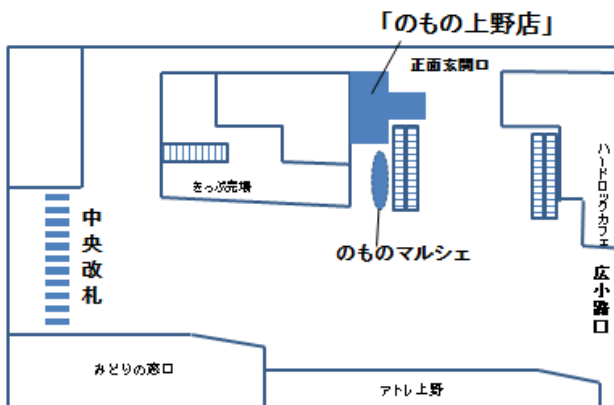 「のもの上野店」
正面玄関口
きっぷ売場
ハードロックカフェ
中央改札
のものマルシェ
広小路口
みどりの窓口
アトレ上野